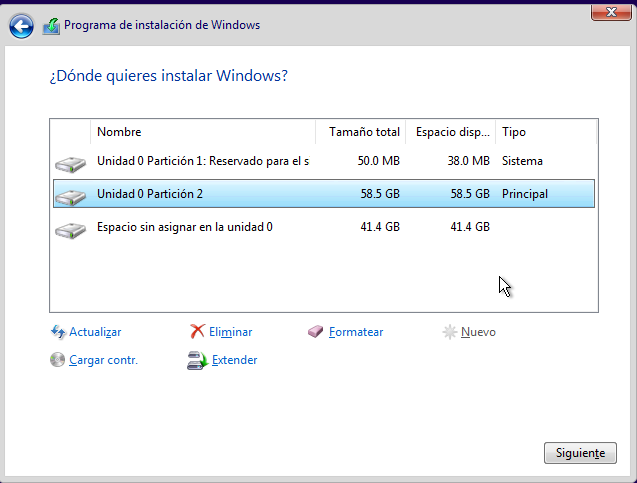 Programa de instalación de Windows
¿Dónde quieres instalar Windows?
Nombre Tamaño total Espacio disp... Tipo
Unidad 0 Partición 1: Reservado para el s 50.0 MB 38.0 MB Sistema
Unidad 0 Partición 2 58.5 GB 58.5 GB Principal
Espacio sin asignar en la unidad 0 41.4 GB 41.4 GB
Actualizar Eliminar Formatear Nuevo
Cargar contr. Extender
Siguiente